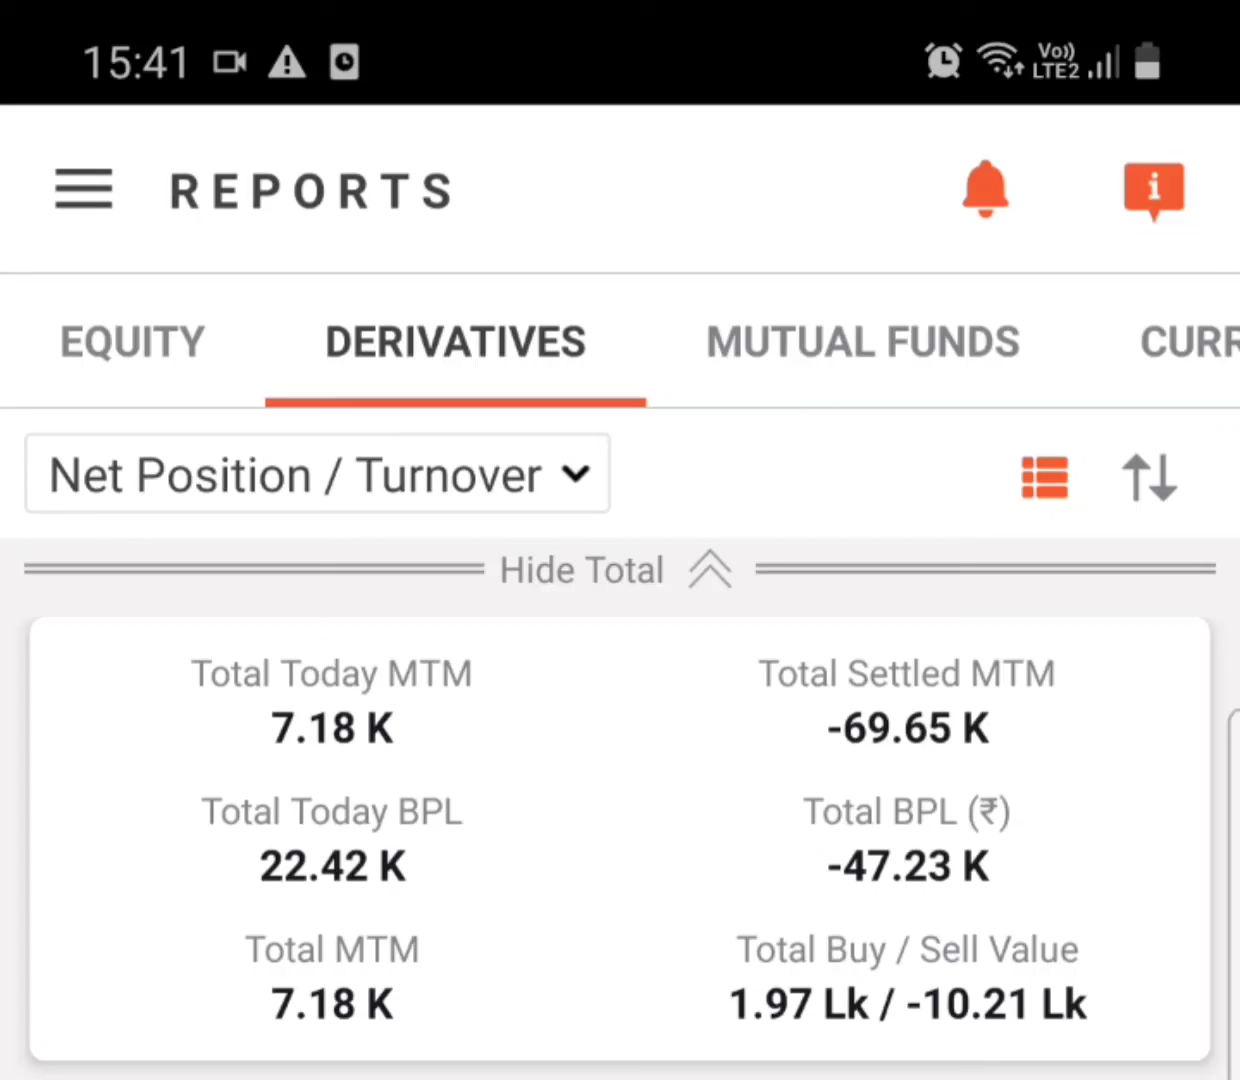 15:41
Vo))
LTE2
REPORTS
EQUITY DERIVATIVES MUTUAL FUNDS CURR
Net Position / Turnover
Hide Total
Total Today MTM Total Settled MTM
7.18 K -69.65 K
Total Today BPL Total BPL (₹)
22.42 K -47.23 K
Total MTM Total Buy / Sell Value
7.18 K 1.97 Lk / -10.21 Lk